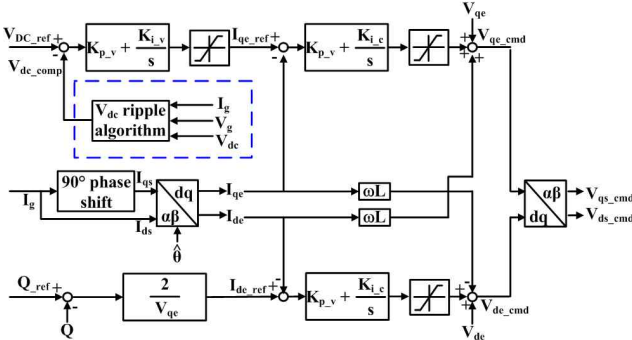 V_qe
V_DC_ref + - K_p_v + K_i_v / s I_qe_ref + - K_p_v + K_i_c / s + + + V_qe_cmd
V_dc_comp
V_dc ripple algorithm
I_g
V_g
V_dc
I_g
90° phase shift
I_qs
I_ds
dq
αβ
θ̂
I_qe
I_de
ωL
ωL
αβ
dq
V_qs_cmd
V_ds_cmd
Q_ref + -
Q
2 / V_qe
I_de_ref - +
K_p_v + K_i_c / s
+ - +
V_de_cmd
V_de